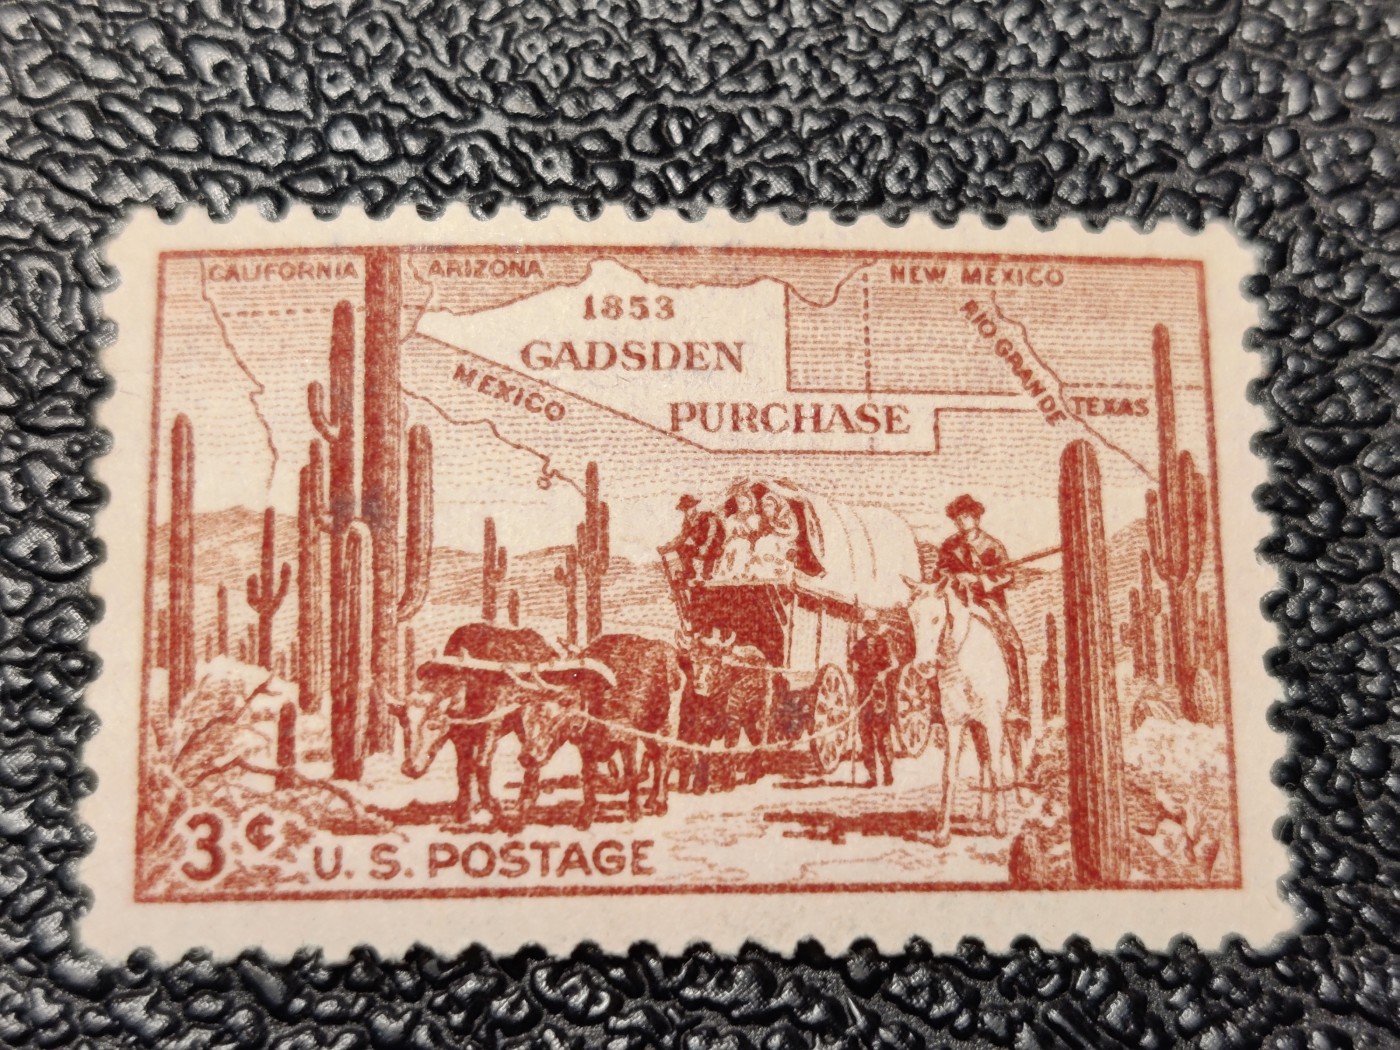 CALIFORNIA
ARIZONA
NEW MEXICO
1853
GADSDEN
PURCHASE
MEXICO
RIO GRANDE
TEXAS
3¢ U. S. POSTAGE